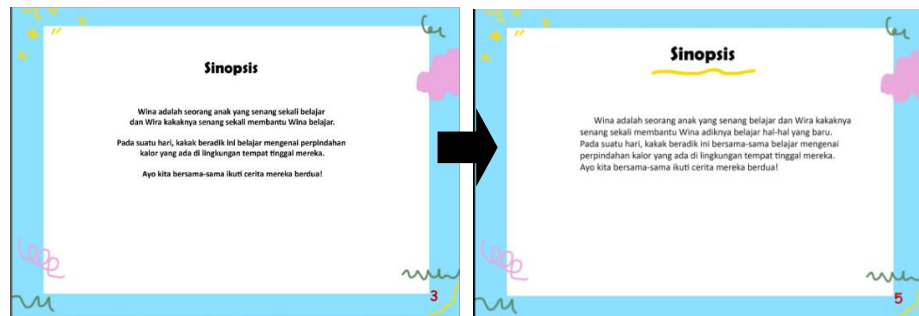 Sinopsis
Wina adalah seorang anak yang senang sekali belajar
dan Wira kakaknya senang sekali membantu Wina belajar.
Pada suatu hari, kakak beradik ini belajar mengenai perpindahan
kalor yang ada di lingkungan tempat tinggal mereka.
Ayo kita bersama-sama ikuti cerita mereka berdua!
3
Sinopsis
Wina adalah seorang anak yang senang belajar dan Wira kakaknya
senang sekali membantu Wina adiknya belajar hal-hal yang baru.
Pada suatu hari, kakak beradik ini bersama-sama belajar mengenai
perpindahan kalor yang ada di lingkungan tempat tinggal mereka.
Ayo kita bersama-sama ikuti cerita mereka berdua!
5